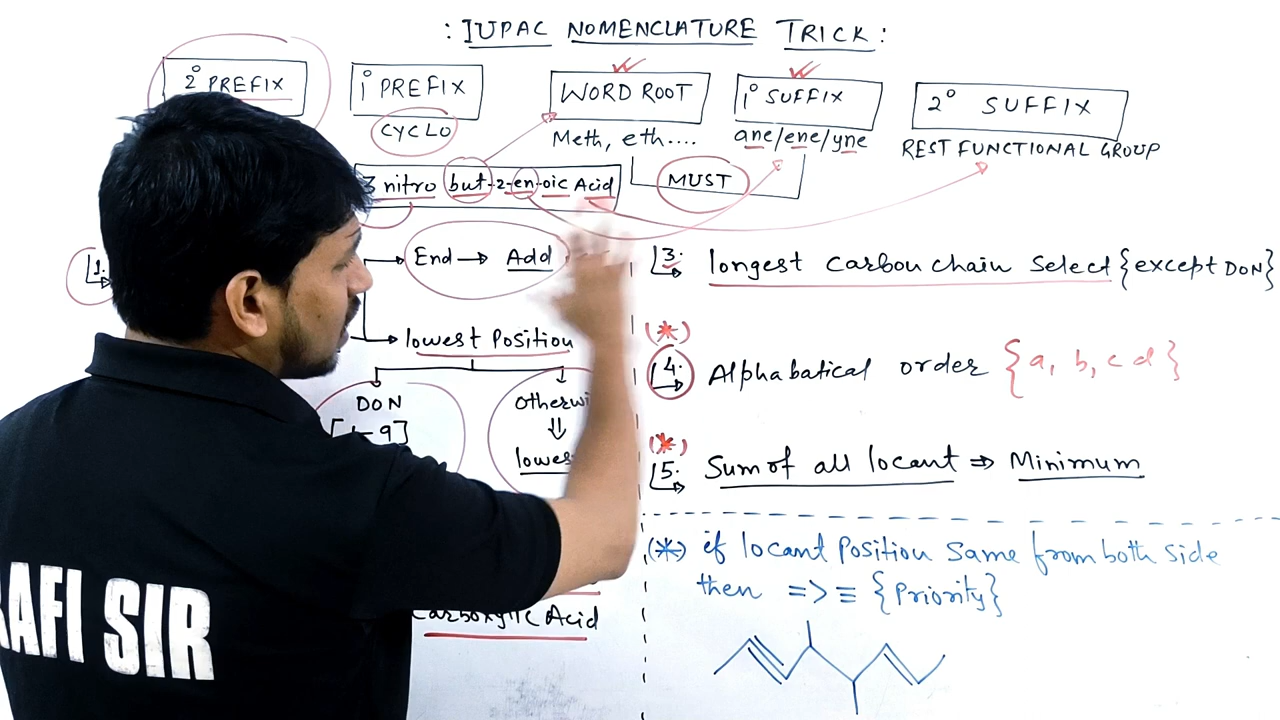 : IUPAC NOMENCLATURE TRICK :
2° PREFIX
1° PREFIX
WORD ROOT
1° SUFFIX
2° SUFFIX
CYCLO
Meth, eth....
ane/ene/yne
REST FUNCTIONAL GROUP
3 nitro but-2-en-oic Acid
MUST
1.
End → Add
lowest Position
DON
otherwi
⇓
lowes
3. longest Carbon chain Select {except DON}
(*)
4. Alphabatical order {a, b, c d}
(*)
5. Sum of all locant ⇒ Minimum
(*) if locant Position Same from both side
then = > ≡ {Priority}
Carboxylic Acid
RAFI SIR